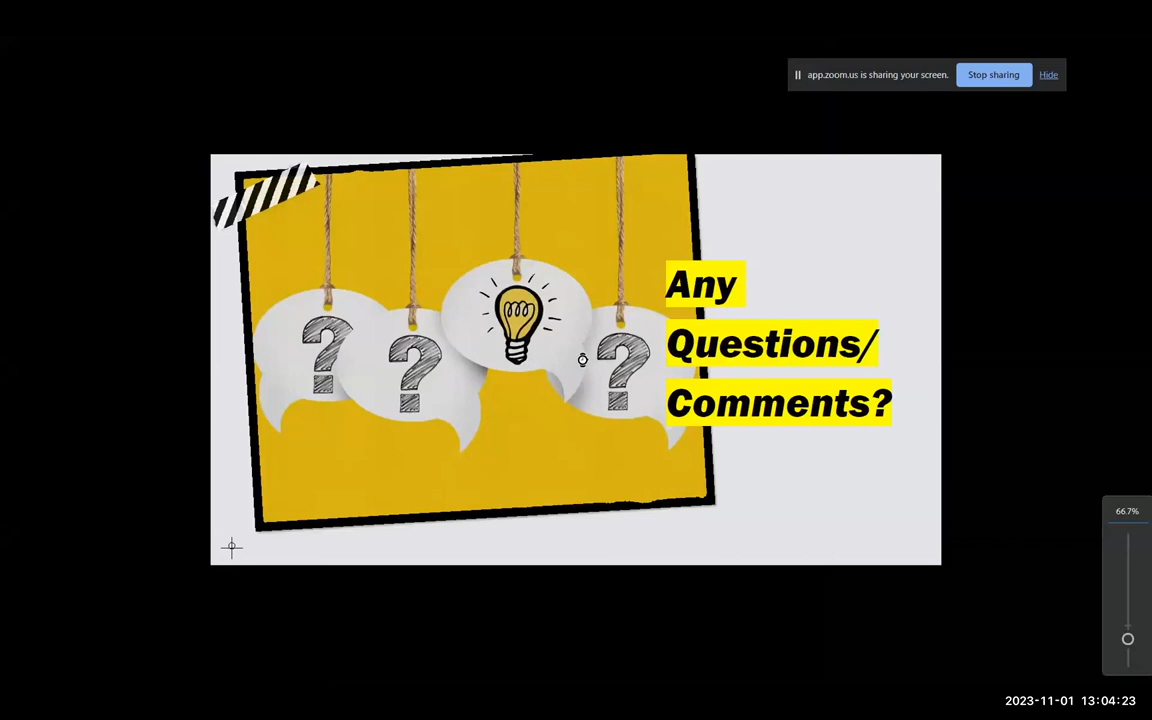 app.zoom.us is sharing your screen.
Stop sharing
Hide
Any
Questions/
Comments?
? ? ?
66.7%
2023-11-01 13:04:23